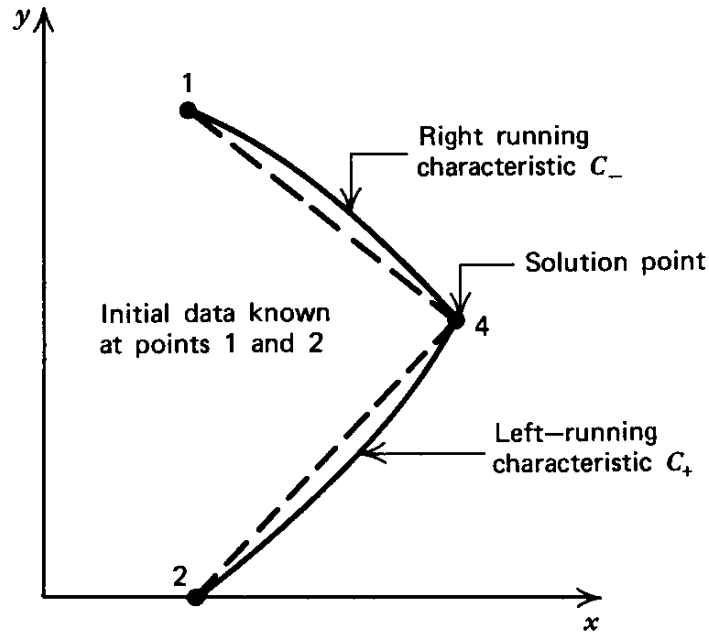 y
1
Right running
characteristic C₋
Solution point
Initial data known
at points 1 and 2
4
Left–running
characteristic C₊
2
x